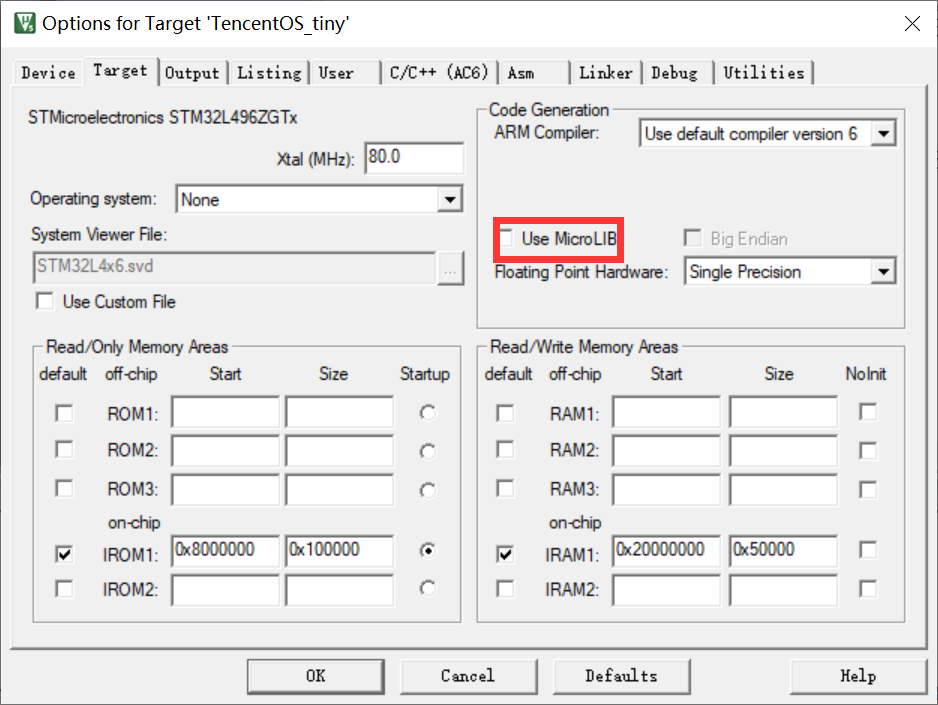 Options for Target 'TencentOS_tiny'
Device Target Output Listing User C/C++ (AC6) Asm Linker Debug Utilities
STMicroelectronics STM32L496ZGTx
Xtal (MHz): 80.0
Operating system: None
System Viewer File:
STM32L4x6.svd ...
Use Custom File
Code Generation
ARM Compiler: Use default compiler version 6
Use MicroLIB Big Endian
Floating Point Hardware: Single Precision
Read/Only Memory Areas
default off-chip Start Size Startup
ROM1:
ROM2:
ROM3:
on-chip
IROM1: 0x8000000 0x100000
IROM2:
Read/Write Memory Areas
default off-chip Start Size NoInit
RAM1:
RAM2:
RAM3:
on-chip
IRAM1: 0x20000000 0x50000
IRAM2:
OK Cancel Defaults Help